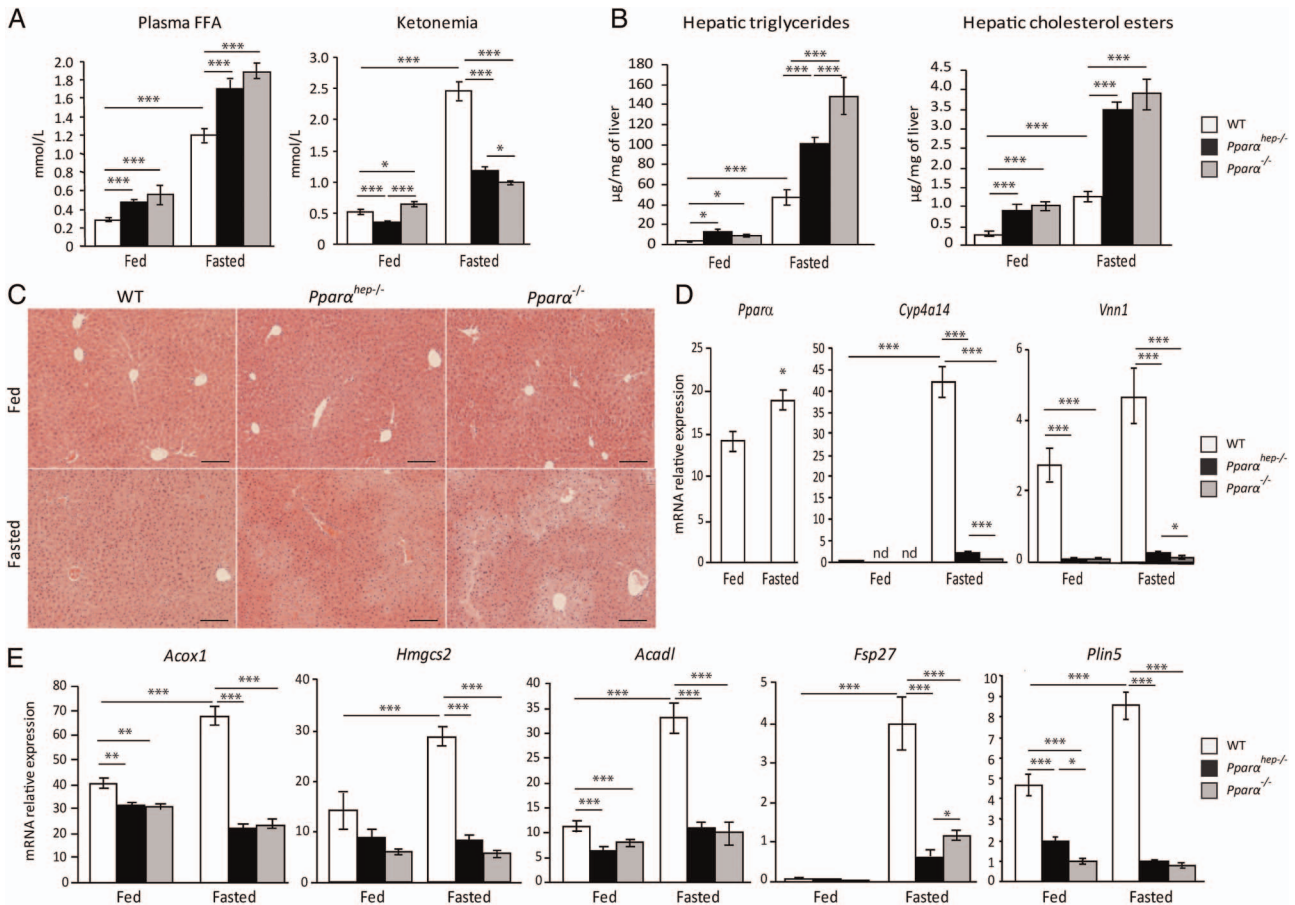 A
Plasma FFA
mmol/L
2.0
1.8
1.6
1.4
1.2
1.0
0.8
0.6
0.4
0.2
0
***
***
***
***
***
Fed
Fasted
Ketonemia
mmol/L
3.0
2.5
2.0
1.5
1.0
0.5
0.0
***
*
***
***
***
***
*
Fed
Fasted
B
Hepatic triglycerides
µg/mg of liver
180
160
140
120
100
80
60
40
20
0
***
*
*
***
***
***
Fed
Fasted
Hepatic cholesterol esters
µg/mg of liver
4.5
4
3.5
3
2.5
2
1.5
1.0
0.5
0
***
***
***
***
***
Fed
Fasted
WT
Pparα hep-/-
Pparα -/-
C
WT
Pparα hep-/-
Pparα -/-
Fed
Fasted
D
Pparα
mRNA relative expression
25
20
15
10
5
0
*
Fed
Fasted
Cyp4a14
50
45
40
35
30
25
20
15
10
5
0
***
***
***
***
nd
nd
Fed
Fasted
Vnn1
6
4
2
0
***
***
***
***
*
Fed
Fasted
WT
Pparα hep-/-
Pparα -/-
E
Acox1
mRNA relative expression
80
70
60
50
40
30
20
10
0
***
**
**
***
***
Fed
Fasted
Hmgcs2
40
30
20
10
0
***
***
***
Fed
Fasted
Acadl
40
35
30
25
20
15
10
5
0
***
***
***
***
***
Fed
Fasted
Fsp27
5
4
3
2
1
0
***
***
***
*
Fed
Fasted
Plin5
10
9
8
7
6
5
4
3
2
1
0
***
***
***
*
***
***
Fed
Fasted
WT
Pparα hep-/-
Pparα -/-